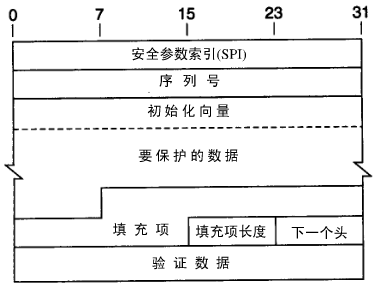 0 7 15 23 31
安全参数索引(SPI)
序列号
初始化向量
要保护的数据
填充项 填充项长度 下一个头
验证数据